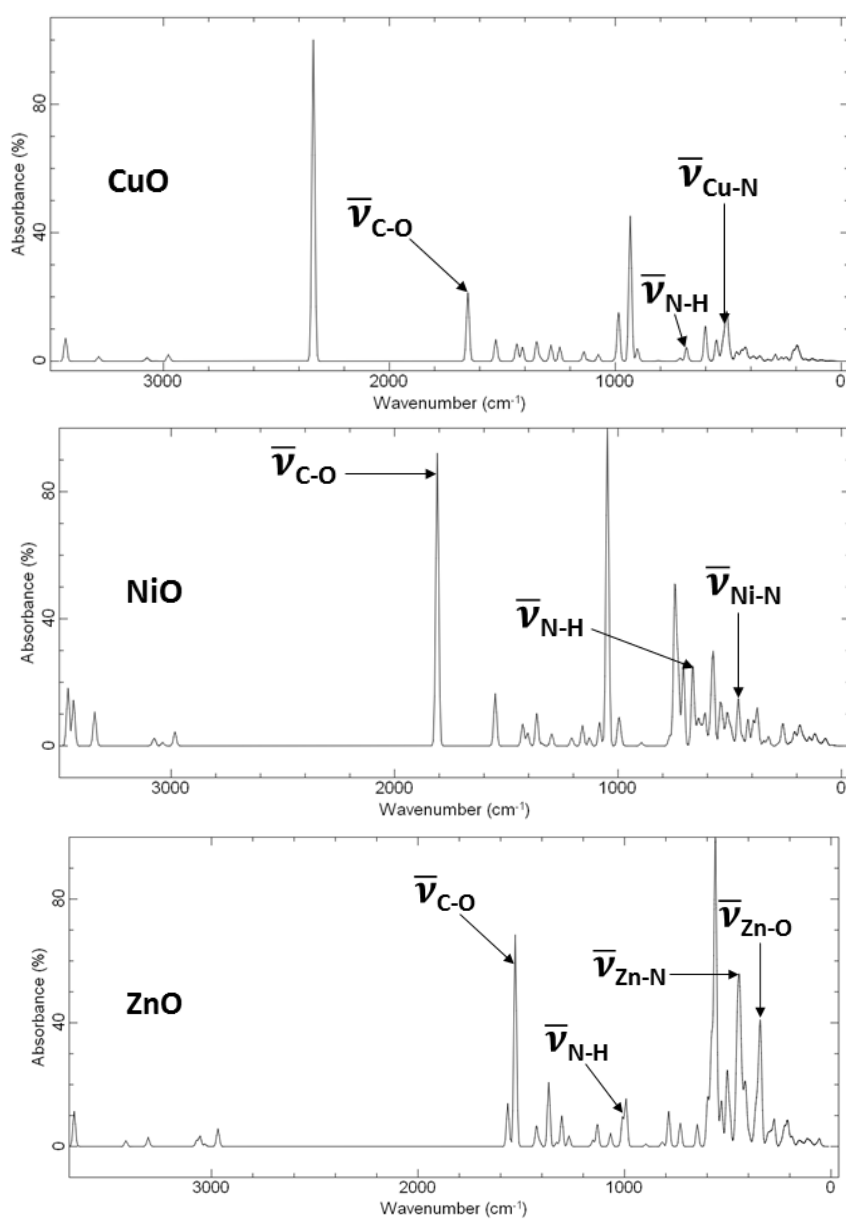 80
40
0
Absorbance (%)
CuO
ν̅C-O
ν̅N-H
ν̅Cu-N
3000 2000 1000 0
Wavenumber (cm⁻¹)
80
40
0
Absorbance (%)
NiO
ν̅C-O
ν̅N-H
ν̅Ni-N
3000 2000 1000 0
Wavenumber (cm⁻¹)
80
40
0
Absorbance (%)
ZnO
ν̅C-O
ν̅N-H
ν̅Zn-N
ν̅Zn-O
3000 2000 1000 0
Wavenumber (cm⁻¹)